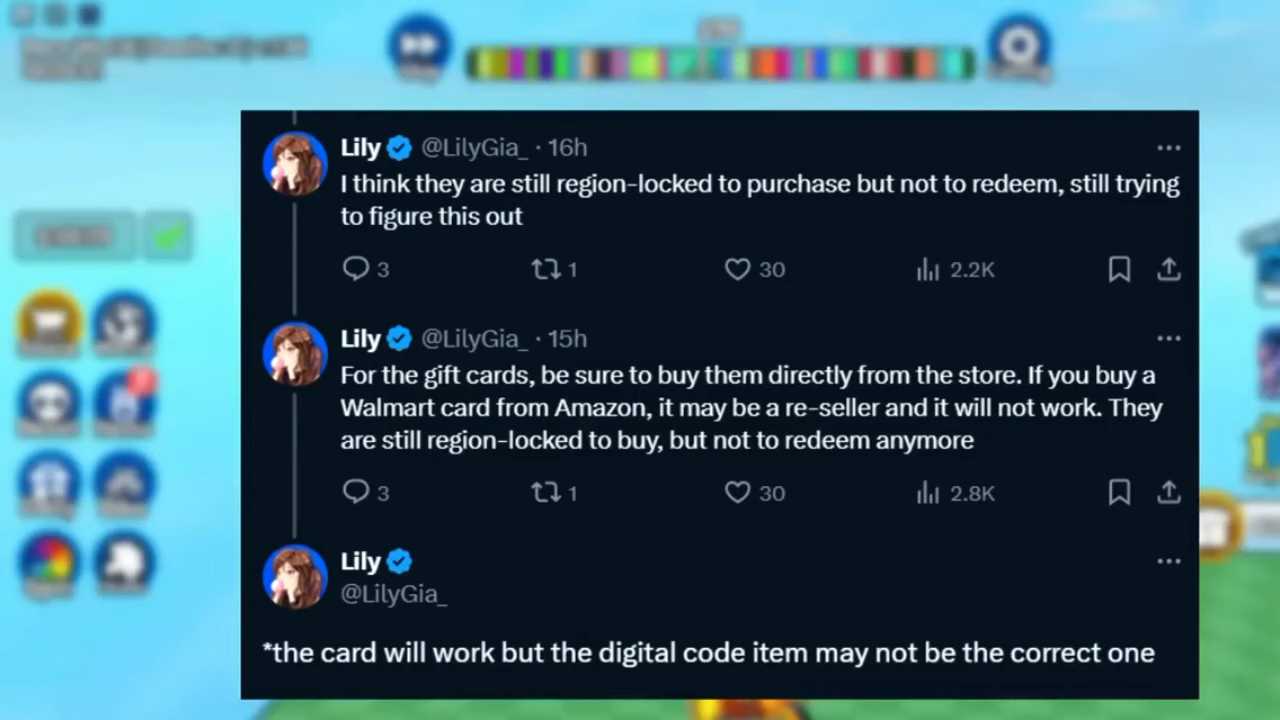 Lily @LilyGia_ · 16h
I think they are still region-locked to purchase but not to redeem, still trying
to figure this out
3 1 30 2.2K
Lily @LilyGia_ · 15h
For the gift cards, be sure to buy them directly from the store. If you buy a
Walmart card from Amazon, it may be a re-seller and it will not work. They
are still region-locked to buy, but not to redeem anymore
3 1 30 2.8K
Lily
@LilyGia_
*the card will work but the digital code item may not be the correct one